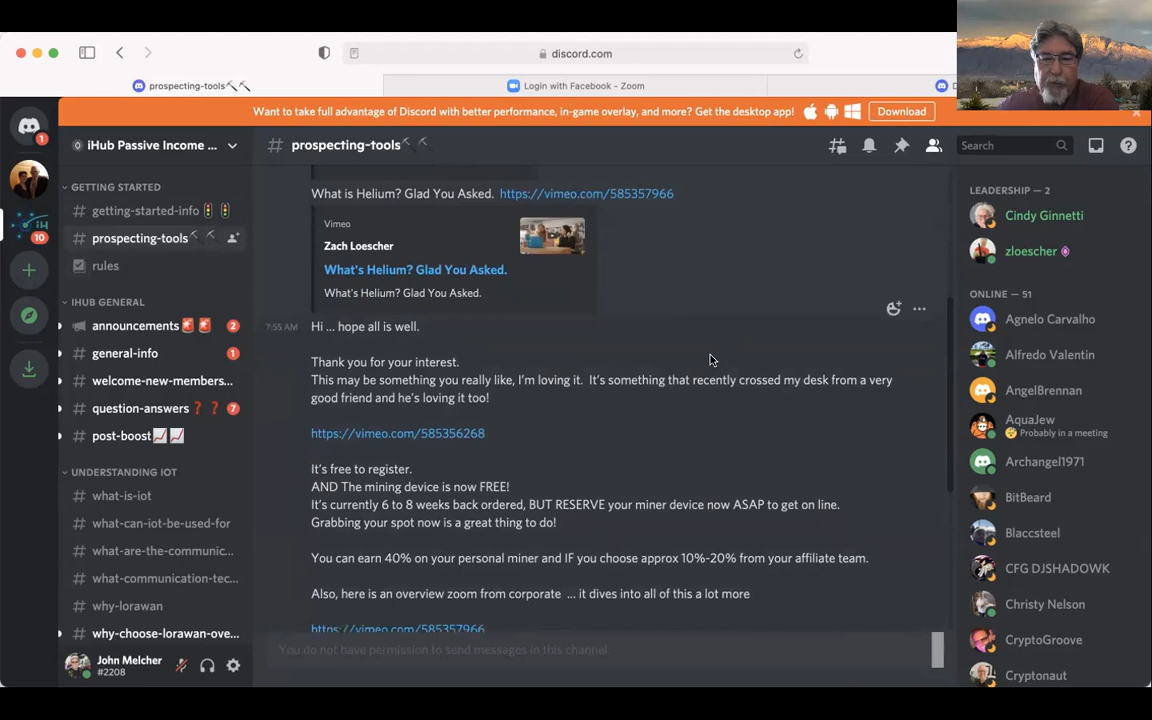 discord.com
prospecting-tools
Login with Facebook - Zoom
D
1
Want to take full advantage of Discord with better performance, in-game overlay, and more? Get the desktop app!
Download
iHub Passive Income ...
prospecting-tools
Search
10
GETTING STARTED
getting-started-info
prospecting-tools
rules
IHUB GENERAL
announcements
2
general-info
1
welcome-new-members...
question-answers
7
post-boost
UNDERSTANDING IOT
what-is-iot
what-can-iot-be-used-for
what-are-the-communic...
what-communication-tec...
why-lorawan
why-choose-lorawan-ove...
John Melcher
#2208
What is Helium? Glad You Asked. https://vimeo.com/585357966
Vimeo
Zach Loescher
What's Helium? Glad You Asked.
What's Helium? Glad You Asked.
7:55 AM
Hi ... hope all is well.
Thank you for your interest.
This may be something you really like, I'm loving it. It's something that recently crossed my desk from a very
good friend and he's loving it too!
https://vimeo.com/585356268
It's free to register.
AND The mining device is now FREE!
It's currently 6 to 8 weeks back ordered, BUT RESERVE your miner device now ASAP to get on line.
Grabbing your spot now is a great thing to do!
You can earn 40% on your personal miner and IF you choose approx 10%-20% from your affiliate team.
Also, here is an overview zoom from corporate ... it dives into all of this a lot more
https://vimeo.com/585357966
You do not have permission to send messages in this channel.
LEADERSHIP — 2
Cindy Ginnetti
zloescher
ONLINE — 51
Agnelo Carvalho
Alfredo Valentin
AngelBrennan
AquaJew
Probably in a meeting
Archangel1971
BitBeard
Blaccsteel
CFG DJSHADOWK
Christy Nelson
CryptoGroove
Cryptonaut